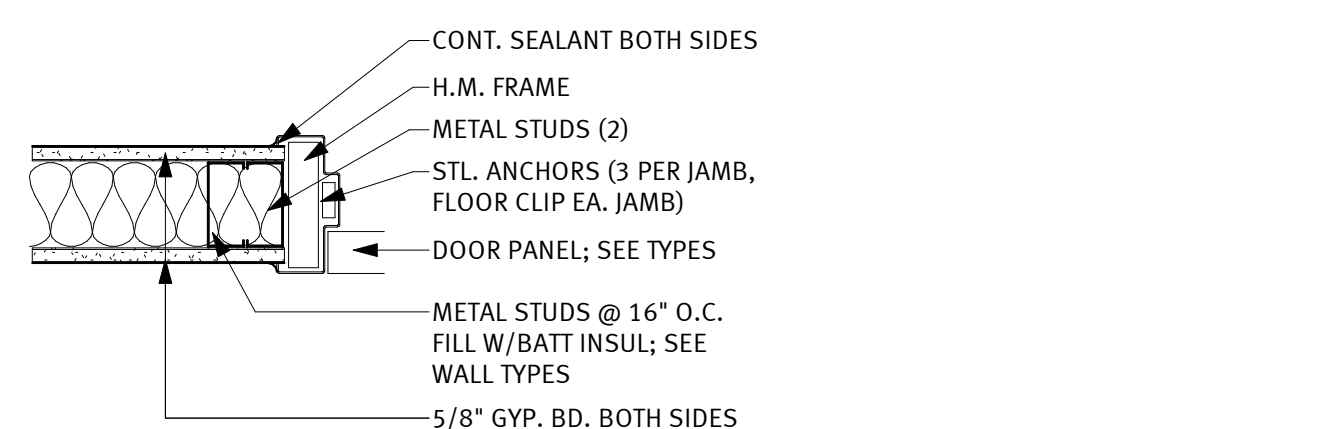 CONT. SEALANT BOTH SIDES
H.M. FRAME
METAL STUDS (2)
STL. ANCHORS (3 PER JAMB,
FLOOR CLIP EA. JAMB)
DOOR PANEL; SEE TYPES
METAL STUDS @ 16" O.C.
FILL W/BATT INSUL; SEE
WALL TYPES
5/8" GYP. BD. BOTH SIDES